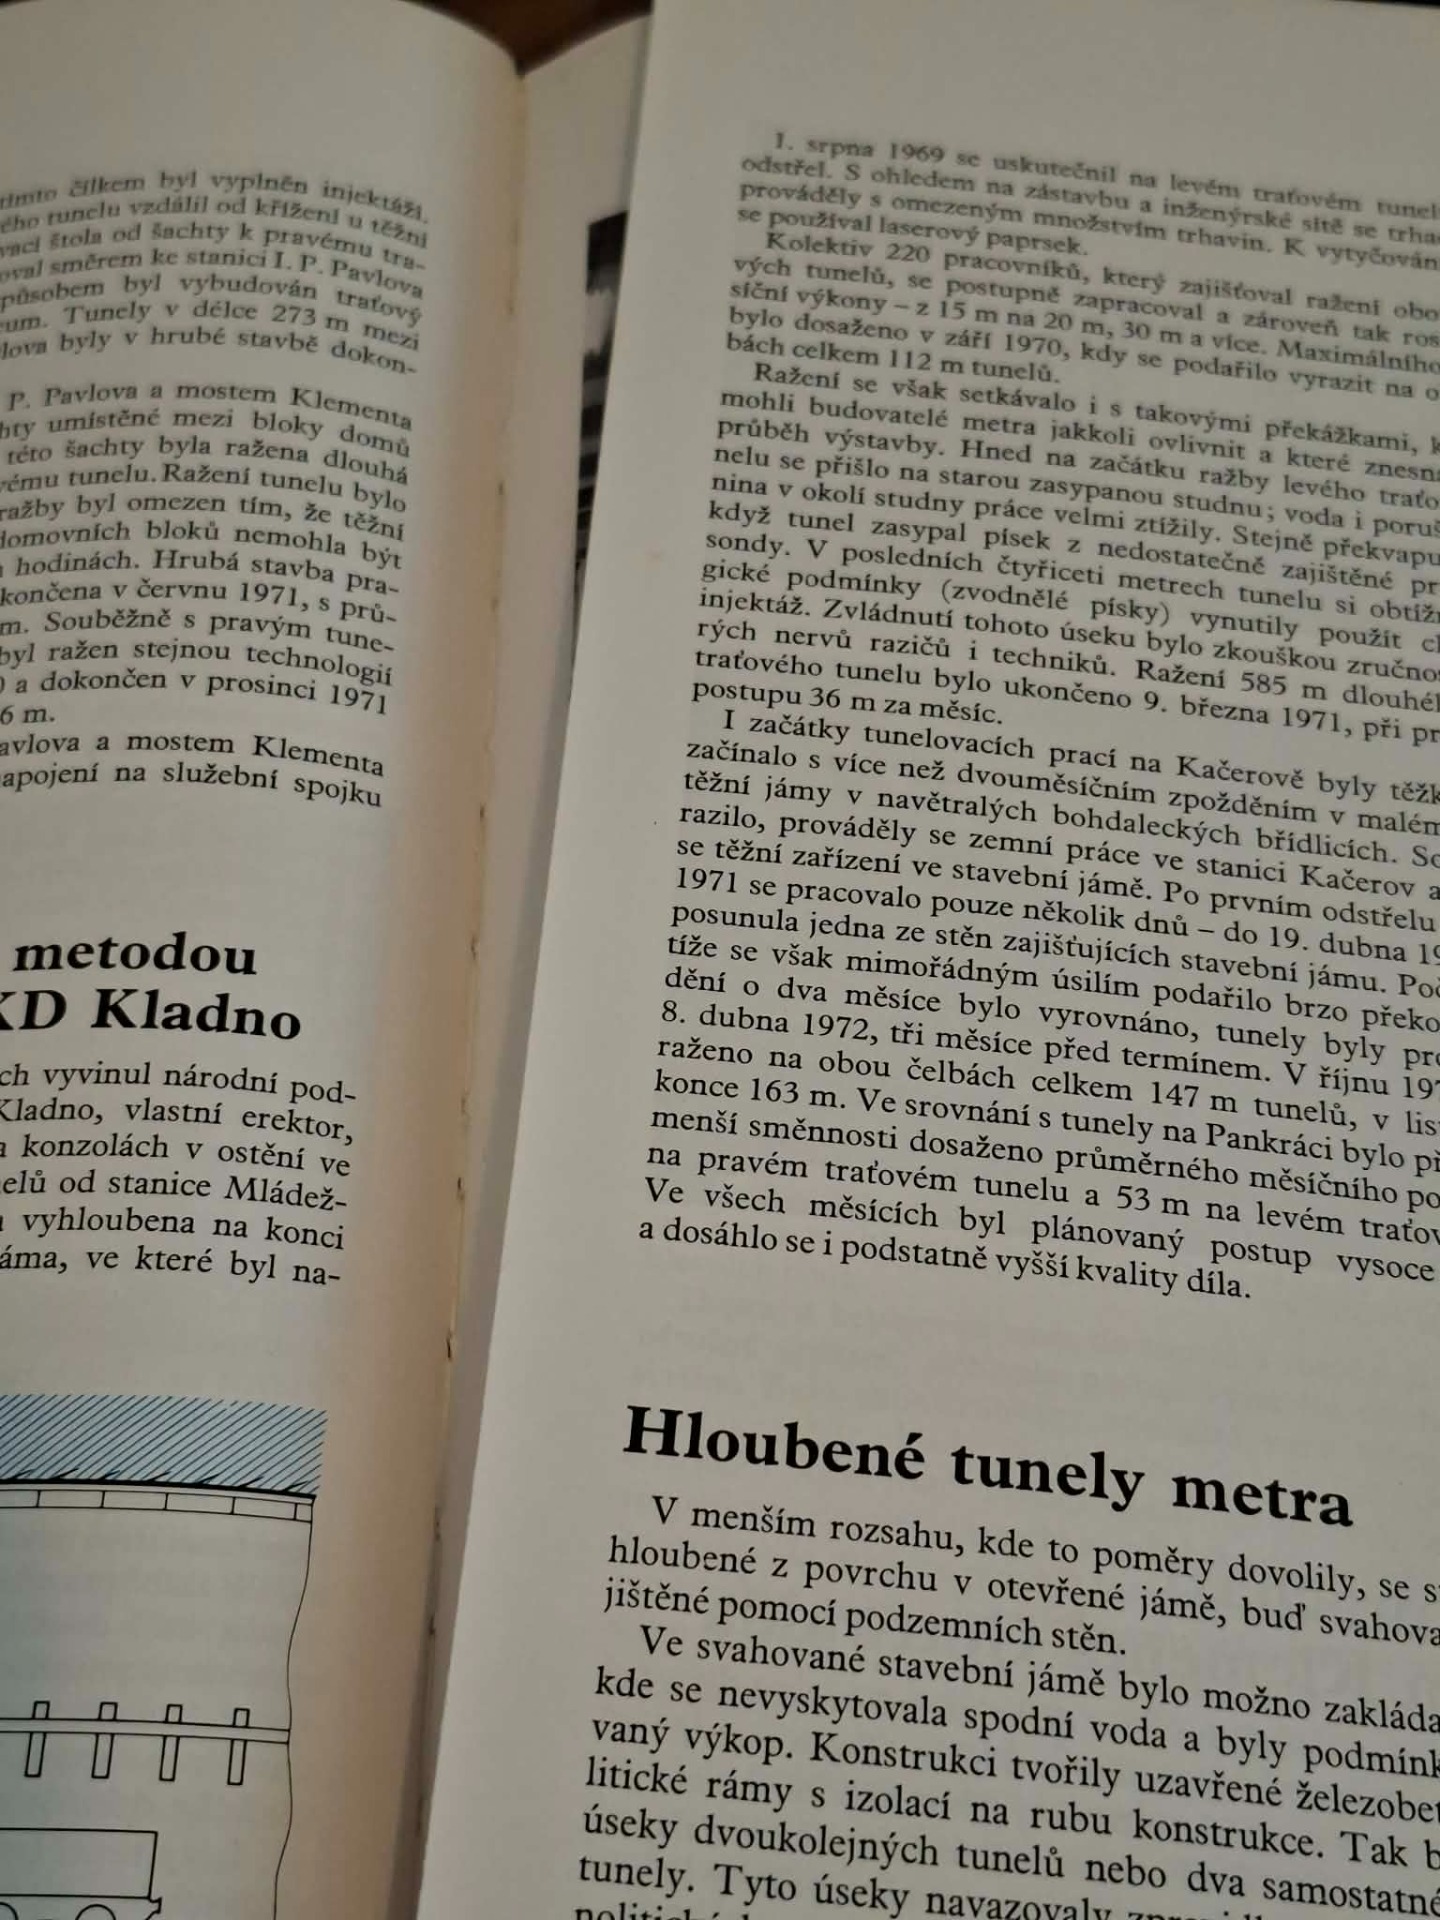 tímto čílkem byl vyplněn injektáží.
ého tunelu vzdálil od křížení u těžní
vací štola od šachty k pravému tra-
oval směrem ke stanici I. P. Pavlova
působem byl vybudován traťový
um. Tunely v délce 273 m mezi
lova byly v hrubé stavbě dokon-
P. Pavlova a mostem Klementa
hty umístěné mezi bloky domů
této šachty byla ražena dlouhá
vému tunelu. Ražení tunelu bylo
ražby byl omezen tím, že těžní
domovních bloků nemohla být
hodinách. Hrubá stavba pra-
končena v červnu 1971, s prů-
m. Souběžně s pravým tune-
byl ražen stejnou technologií
) a dokončen v prosinci 1971
6 m.
avlova a mostem Klementa
apojení na služební spojku
metodou
KD Kladno
ch vyvinul národní pod-
Kladno, vlastní erektor,
a konzolách v ostění ve
elů od stanice Mládež-
vyhloubena na konci
áma, ve které byl na-
1. srpna 1969 se uskutečnil na levém traťovém tunel
odstřel. S ohledem na zástavbu a inženýrské sítě se trha
prováděly s omezeným množstvím trhavin. K vytyčován
se používal laserový paprsek.
Kolektiv 220 pracovníků, který zajišťoval ražení obo
vých tunelů, se postupně zapracoval a zároveň tak ros
síční výkony – z 15 m na 20 m, 30 m a více. Maximálního
bylo dosaženo v září 1970, kdy se podařilo vyrazit na o
bách celkem 112 m tunelů.
Ražení se však setkávalo i s takovými překážkami, k
mohli budovatelé metra jakkoli ovlivnit a které znesna
průběh výstavby. Hned na začátku ražby levého traťo
nelu se přišlo na starou zasypanou studnu; voda i poruš
nina v okolí studny práce velmi ztížily. Stejně překvapu
když tunel zasypal písek z nedostatečně zajištěné pr
sondy. V posledních čtyřiceti metrech tunelu si obtížn
gické podmínky (zvodnělé písky) vynutily použít ch
injektáž. Zvládnutí tohoto úseku bylo zkouškou zručnos
rých nervů razičů i techniků. Ražení 585 m dlouhéh
traťového tunelu bylo ukončeno 9. března 1971, při pr
postupu 36 m za měsíc.
I začátky tunelovacích prací na Kačerově byly těžk
začínalo s více než dvouměsíčním zpožděním v malém
těžní jámy v navětralých bohdaleckých břidlicích. So
razilo, prováděly se zemní práce ve stanici Kačerov a
se těžní zařízení ve stavební jámě. Po prvním odstřelu
1971 se pracovalo pouze několik dnů – do 19. dubna 19
posunula jedna ze stěn zajišťujících stavební jámu. Poč
tíže se však mimořádným úsilím podařilo brzo překo
dění o dva měsíce bylo vyrovnáno, tunely byly pro
8. dubna 1972, tři měsíce před termínem. V říjnu 197
raženo na obou čelbách celkem 147 m tunelů, v lis
konce 163 m. Ve srovnání s tunely na Pankráci bylo př
menší směnnosti dosaženo průměrného měsíčního po
na pravém traťovém tunelu a 53 m na levém traťov
Ve všech měsících byl plánovaný postup vysoce
a dosáhlo se i podstatně vyšší kvality díla.
Hloubené tunely metra
V menším rozsahu, kde to poměry dovolily, se s
hloubené z povrchu v otevřené jámě, buď svahova
jištěné pomocí podzemních stěn.
Ve svahované stavební jámě bylo možno zakláda
kde se nevyskytovala spodní voda a byly podmínk
vaný výkop. Konstrukci tvořily uzavřené železobet
litické rámy s izolací na rubu konstrukce. Tak b
úseky dvoukolejných tunelů nebo dva samostatné
tunely. Tyto úseky navazovaly